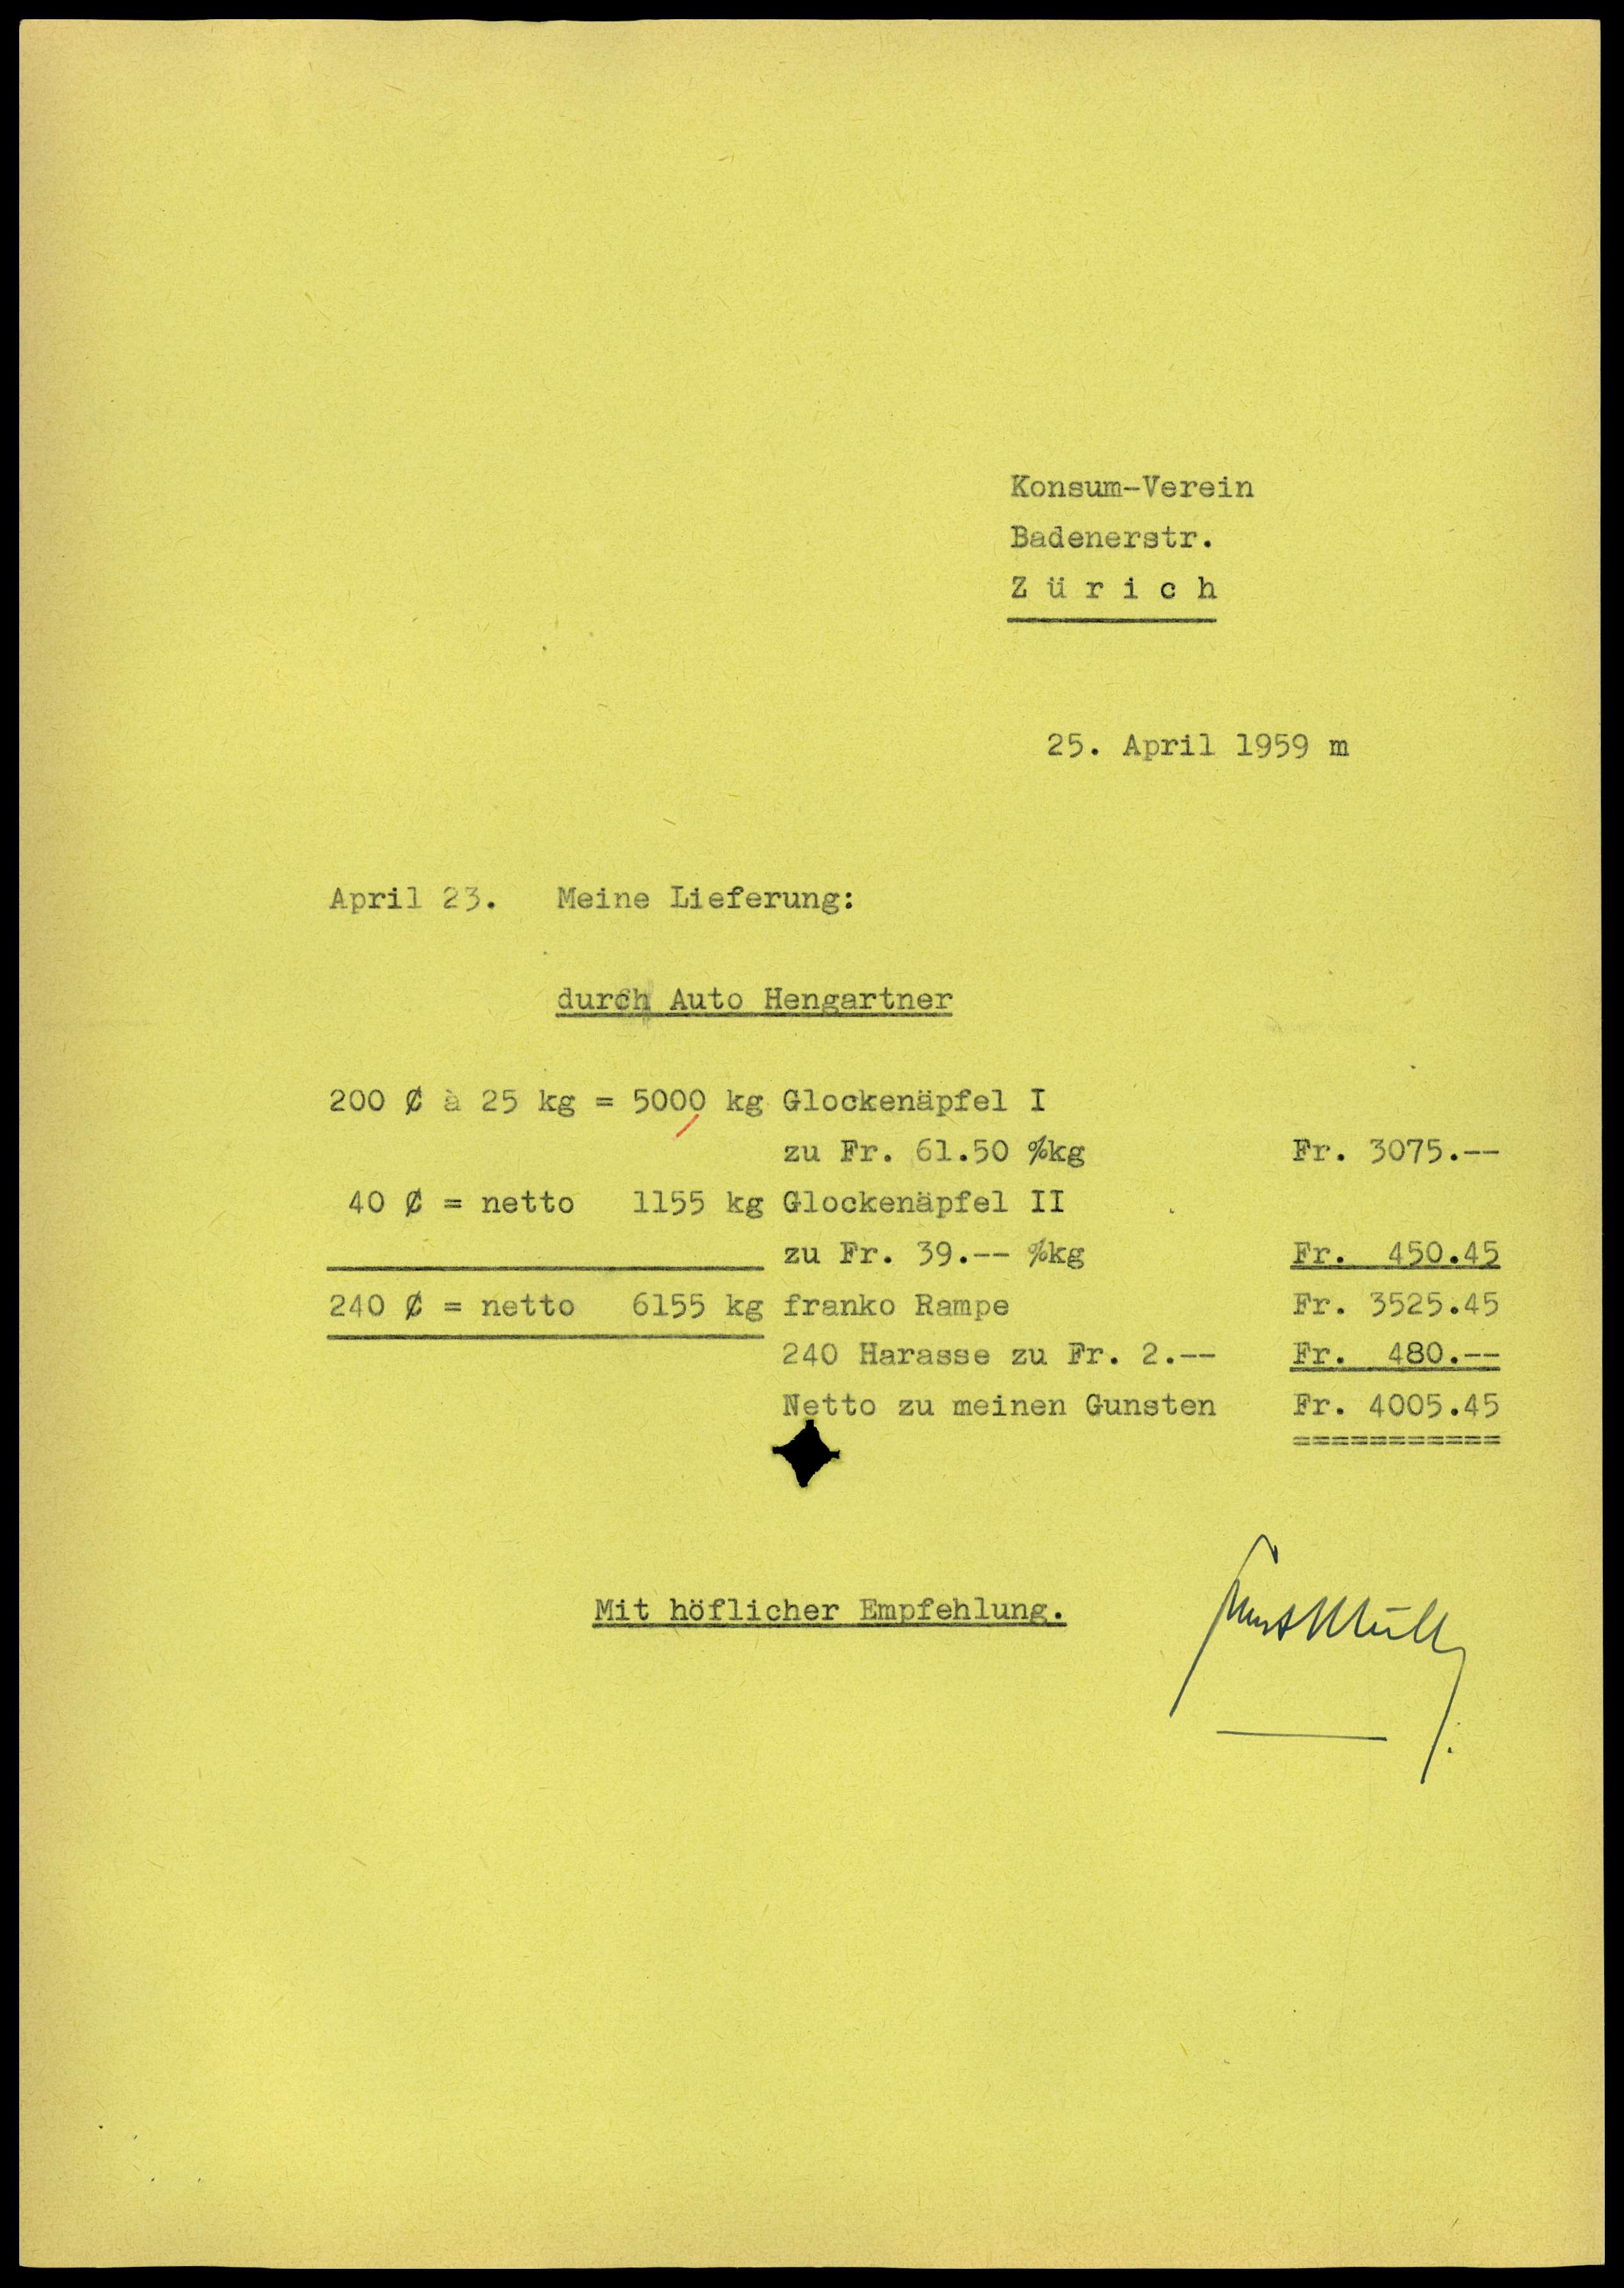 Konsum-Verein
Badenerstr.
Z ü r i c h
25. April 1959 m
April 23. Meine Lieferung:
durch Auto Hengartner
200 ₵ à 25 kg = 5000 kg Glockenäpfel I
zu Fr. 61.50 %kg Fr. 3075.--
40 ₵ = netto 1155 kg Glockenäpfel II
zu Fr. 39.-- %kg Fr. 450.45
240 ₵ = netto 6155 kg franko Rampe Fr. 3525.45
240 Harasse zu Fr. 2.-- Fr. 480.--
Netto zu meinen Gunsten Fr. 4005.45
===========
Mit höflicher Empfehlung.